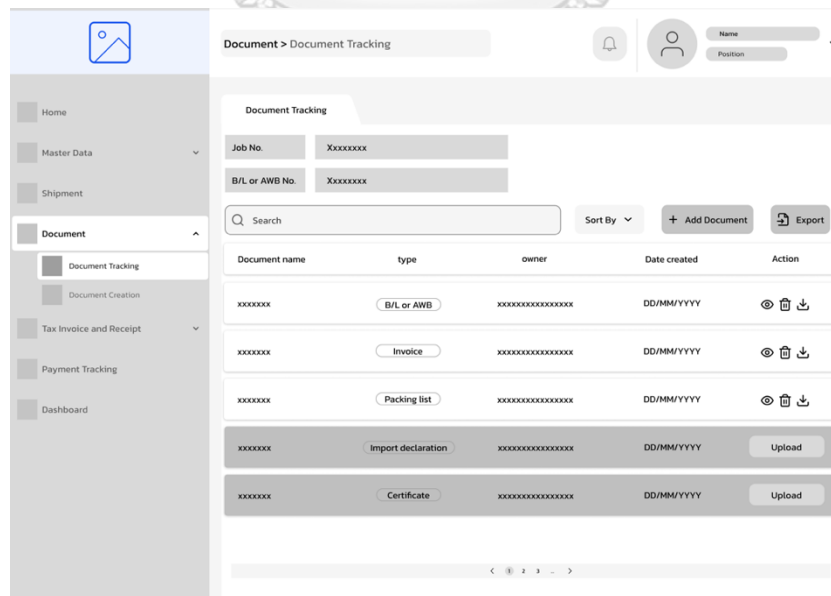 Document > Document Tracking
Name
Position
Home
Master Data
Shipment
Document
Document Tracking
Document Creation
Tax Invoice and Receipt
Payment Tracking
Dashboard
Document Tracking
Job No. Xxxxxxxx
B/L or AWB No. Xxxxxxxx
Search Sort By + Add Document Export
Document name type owner Date created Action
xxxxxxx B/L or AWB xxxxxxxxxxxxxxxx DD/MM/YYYY
xxxxxxx Invoice xxxxxxxxxxxxxxxx DD/MM/YYYY
xxxxxxx Packing list xxxxxxxxxxxxxxxx DD/MM/YYYY
xxxxxxx Import declaration xxxxxxxxxxxxxxxx DD/MM/YYYY Upload
xxxxxxx Certificate xxxxxxxxxxxxxxxx DD/MM/YYYY Upload
< 1 2 3 ... >